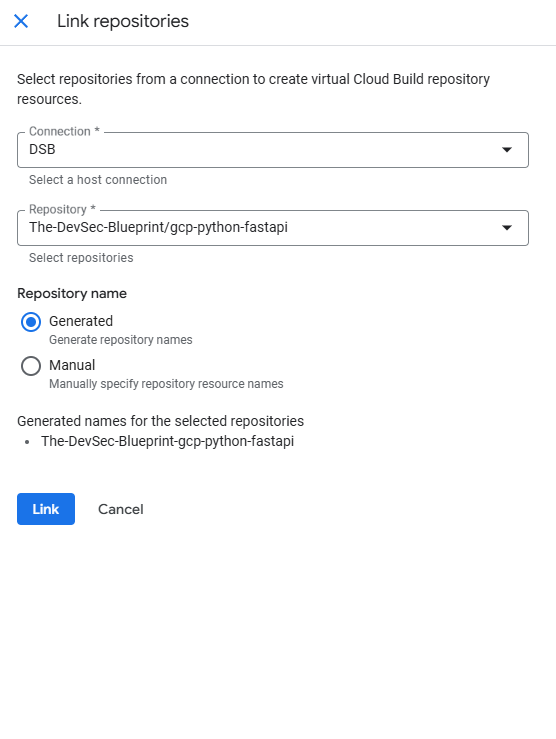 Link repositories
Select repositories from a connection to create virtual Cloud Build repository
resources.
Connection *
DSB
Select a host connection
Repository *
The-DevSec-Blueprint/gcp-python-fastapi
Select repositories
Repository name
Generated
Generate repository names
Manual
Manually specify repository resource names
Generated names for the selected repositories
• The-DevSec-Blueprint-gcp-python-fastapi
Link Cancel